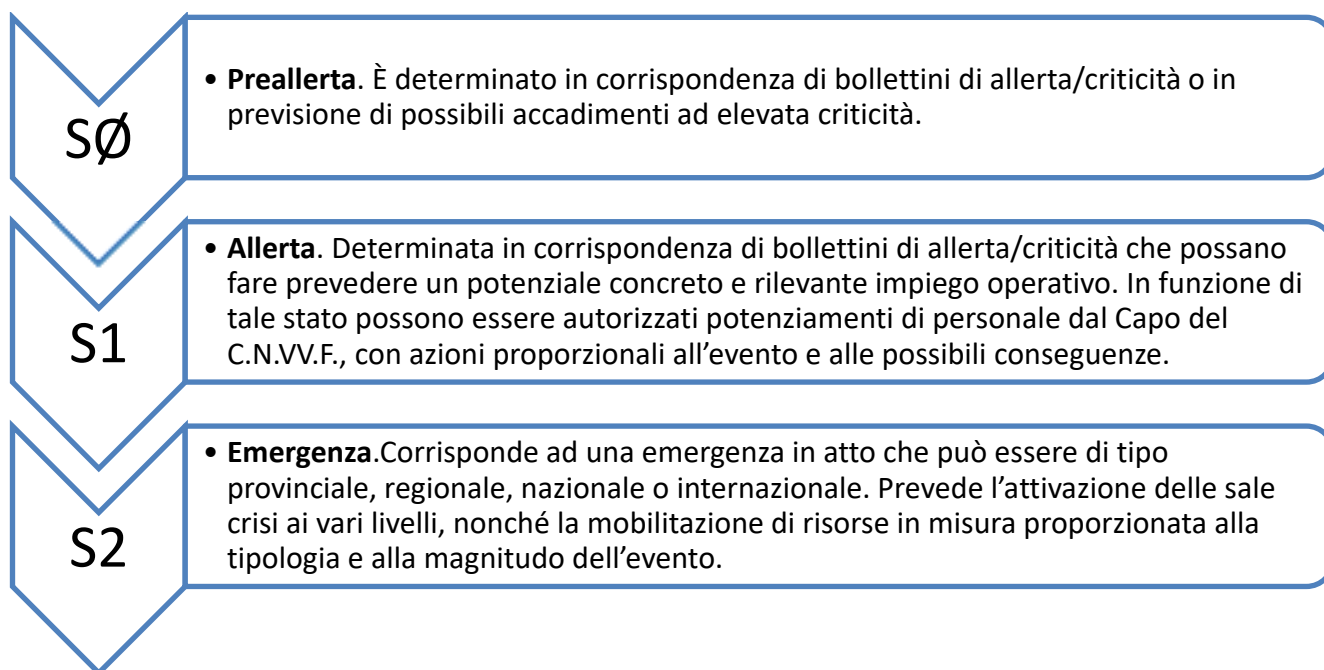 SØ
• Preallerta. È determinato in corrispondenza di bollettini di allerta/criticità o in
previsione di possibili accadimenti ad elevata criticità.
S1
• Allerta. Determinata in corrispondenza di bollettini di allerta/criticità che possano
fare prevedere un potenziale concreto e rilevante impiego operativo. In funzione di
tale stato possono essere autorizzati potenziamenti di personale dal Capo del
C.N.VV.F., con azioni proporzionali all’evento e alle possibili conseguenze.
S2
• Emergenza.Corrisponde ad una emergenza in atto che può essere di tipo
provinciale, regionale, nazionale o internazionale. Prevede l’attivazione delle sale
crisi ai vari livelli, nonché la mobilitazione di risorse in misura proporzionata alla
tipologia e alla magnitudo dell’evento.